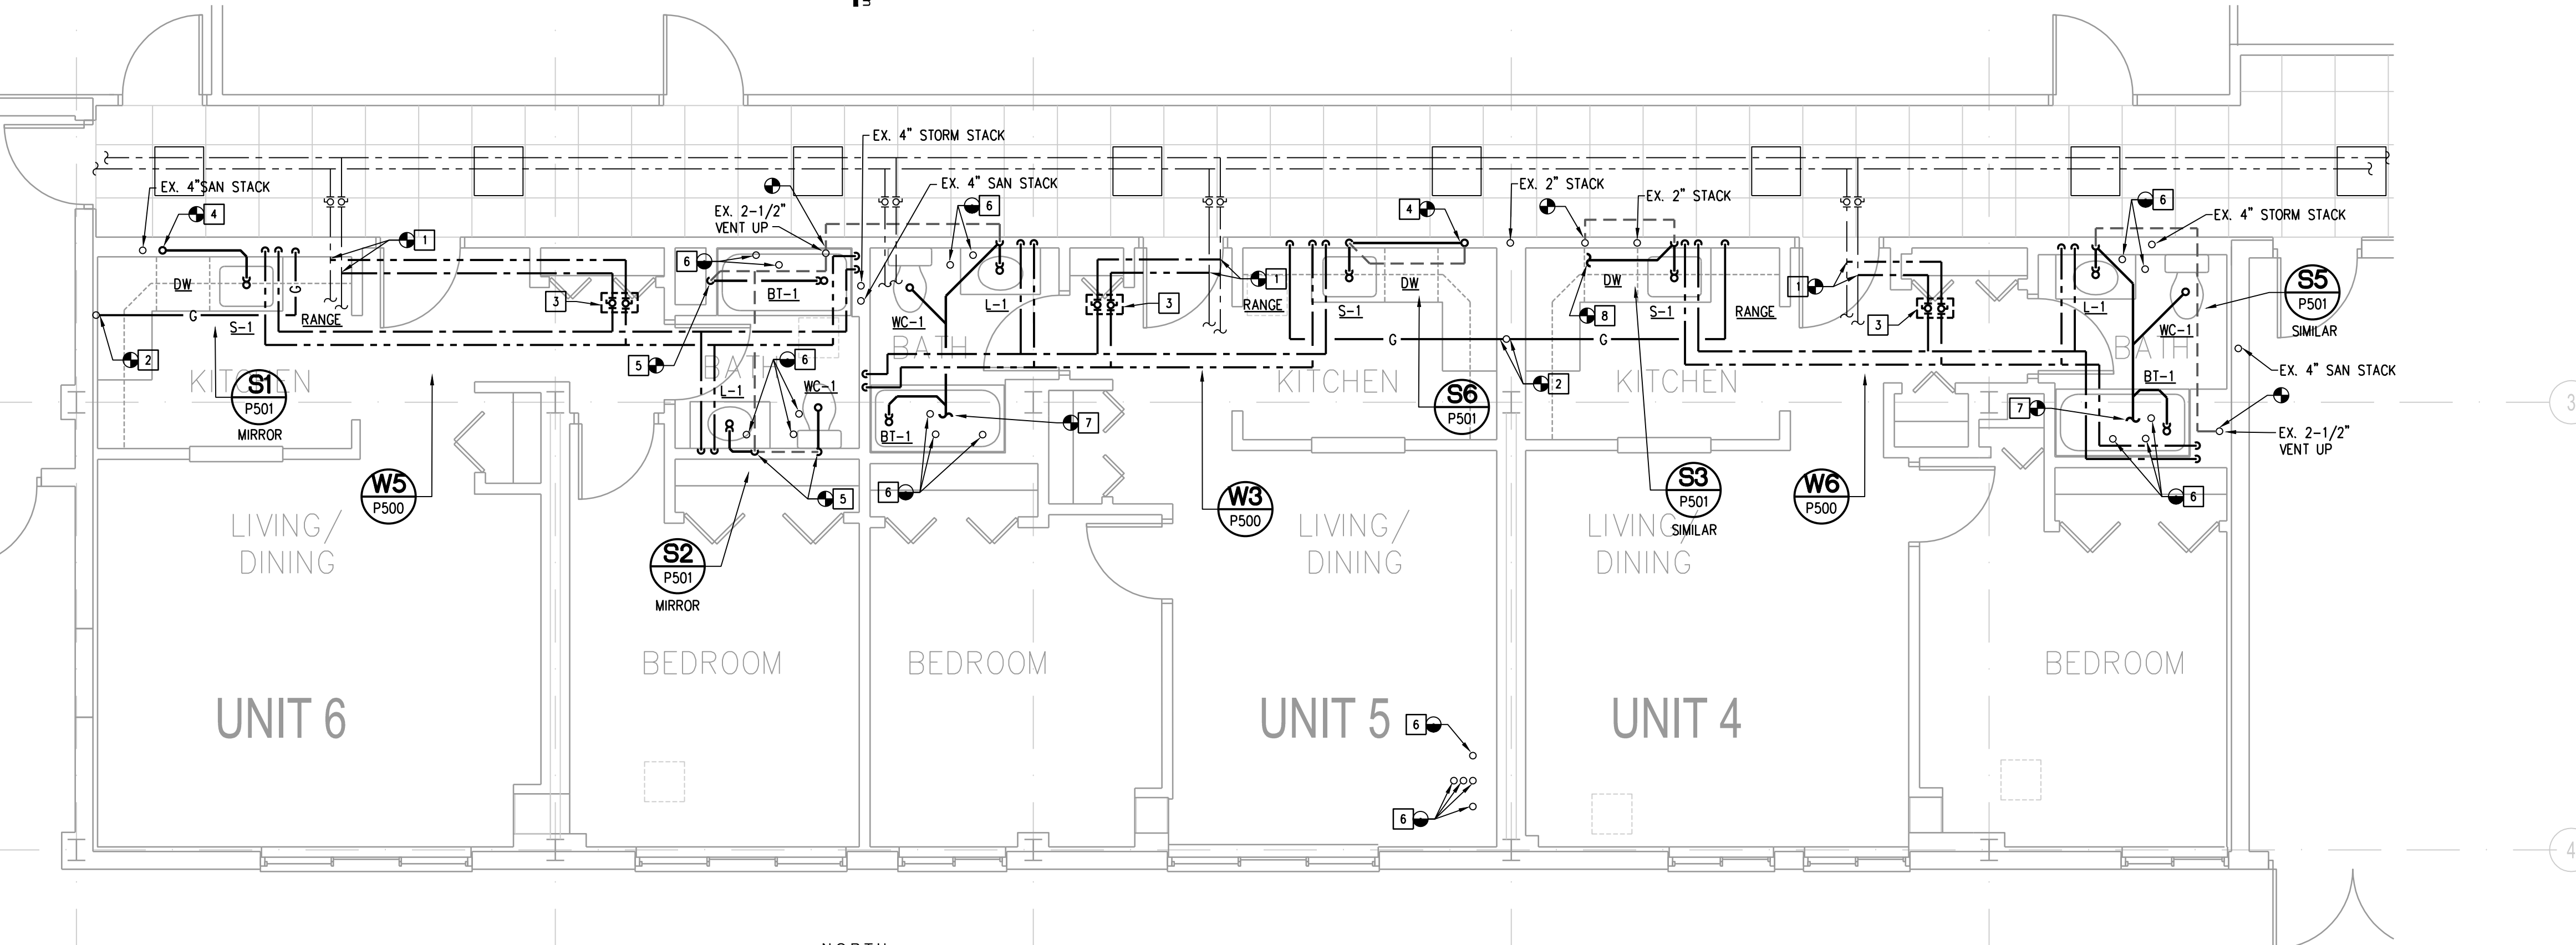 EX. 4" STORM STACK
EX. 4"SAN STACK
EX. 4" SAN STACK
EX. 2" STACK
EX. 2" STACK
EX. 4" STORM STACK
EX. 2-1/2"
VENT UP
4
1
6
6
4
6
DW
G
G
S-1
RANGE
3
BT-1
L-1
WC-1
1
3
RANGE
S-1
DW
DW
8
S-1
RANGE
1
3
L-1
WC-1
S5
P501
SIMILAR
2
KITCHEN
S1
P501
MIRROR
5
BATH
6
L-1
WC-1
BATH
BT-1
7
6
G
G
2
KITCHEN
S6
P501
KITCHEN
BATH
BT-1
7
EX. 4" SAN STACK
EX. 2-1/2"
VENT UP
6
3
W5
P500
5
S2
P501
MIRROR
W3
P500
S3
P501
SIMILAR
W6
P500
LIVING/
DINING
LIVING/
DINING
LIVING/
DINING
BEDROOM
BEDROOM
BEDROOM
UNIT 6
UNIT 5
UNIT 4
6
6
4